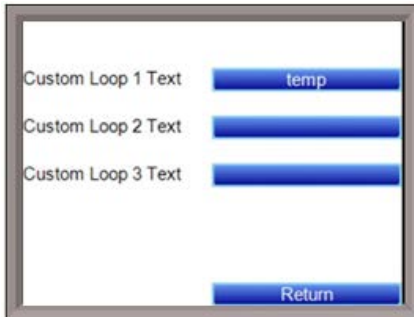 Custom Loop 1 Text temp
Custom Loop 2 Text
Custom Loop 3 Text
Return